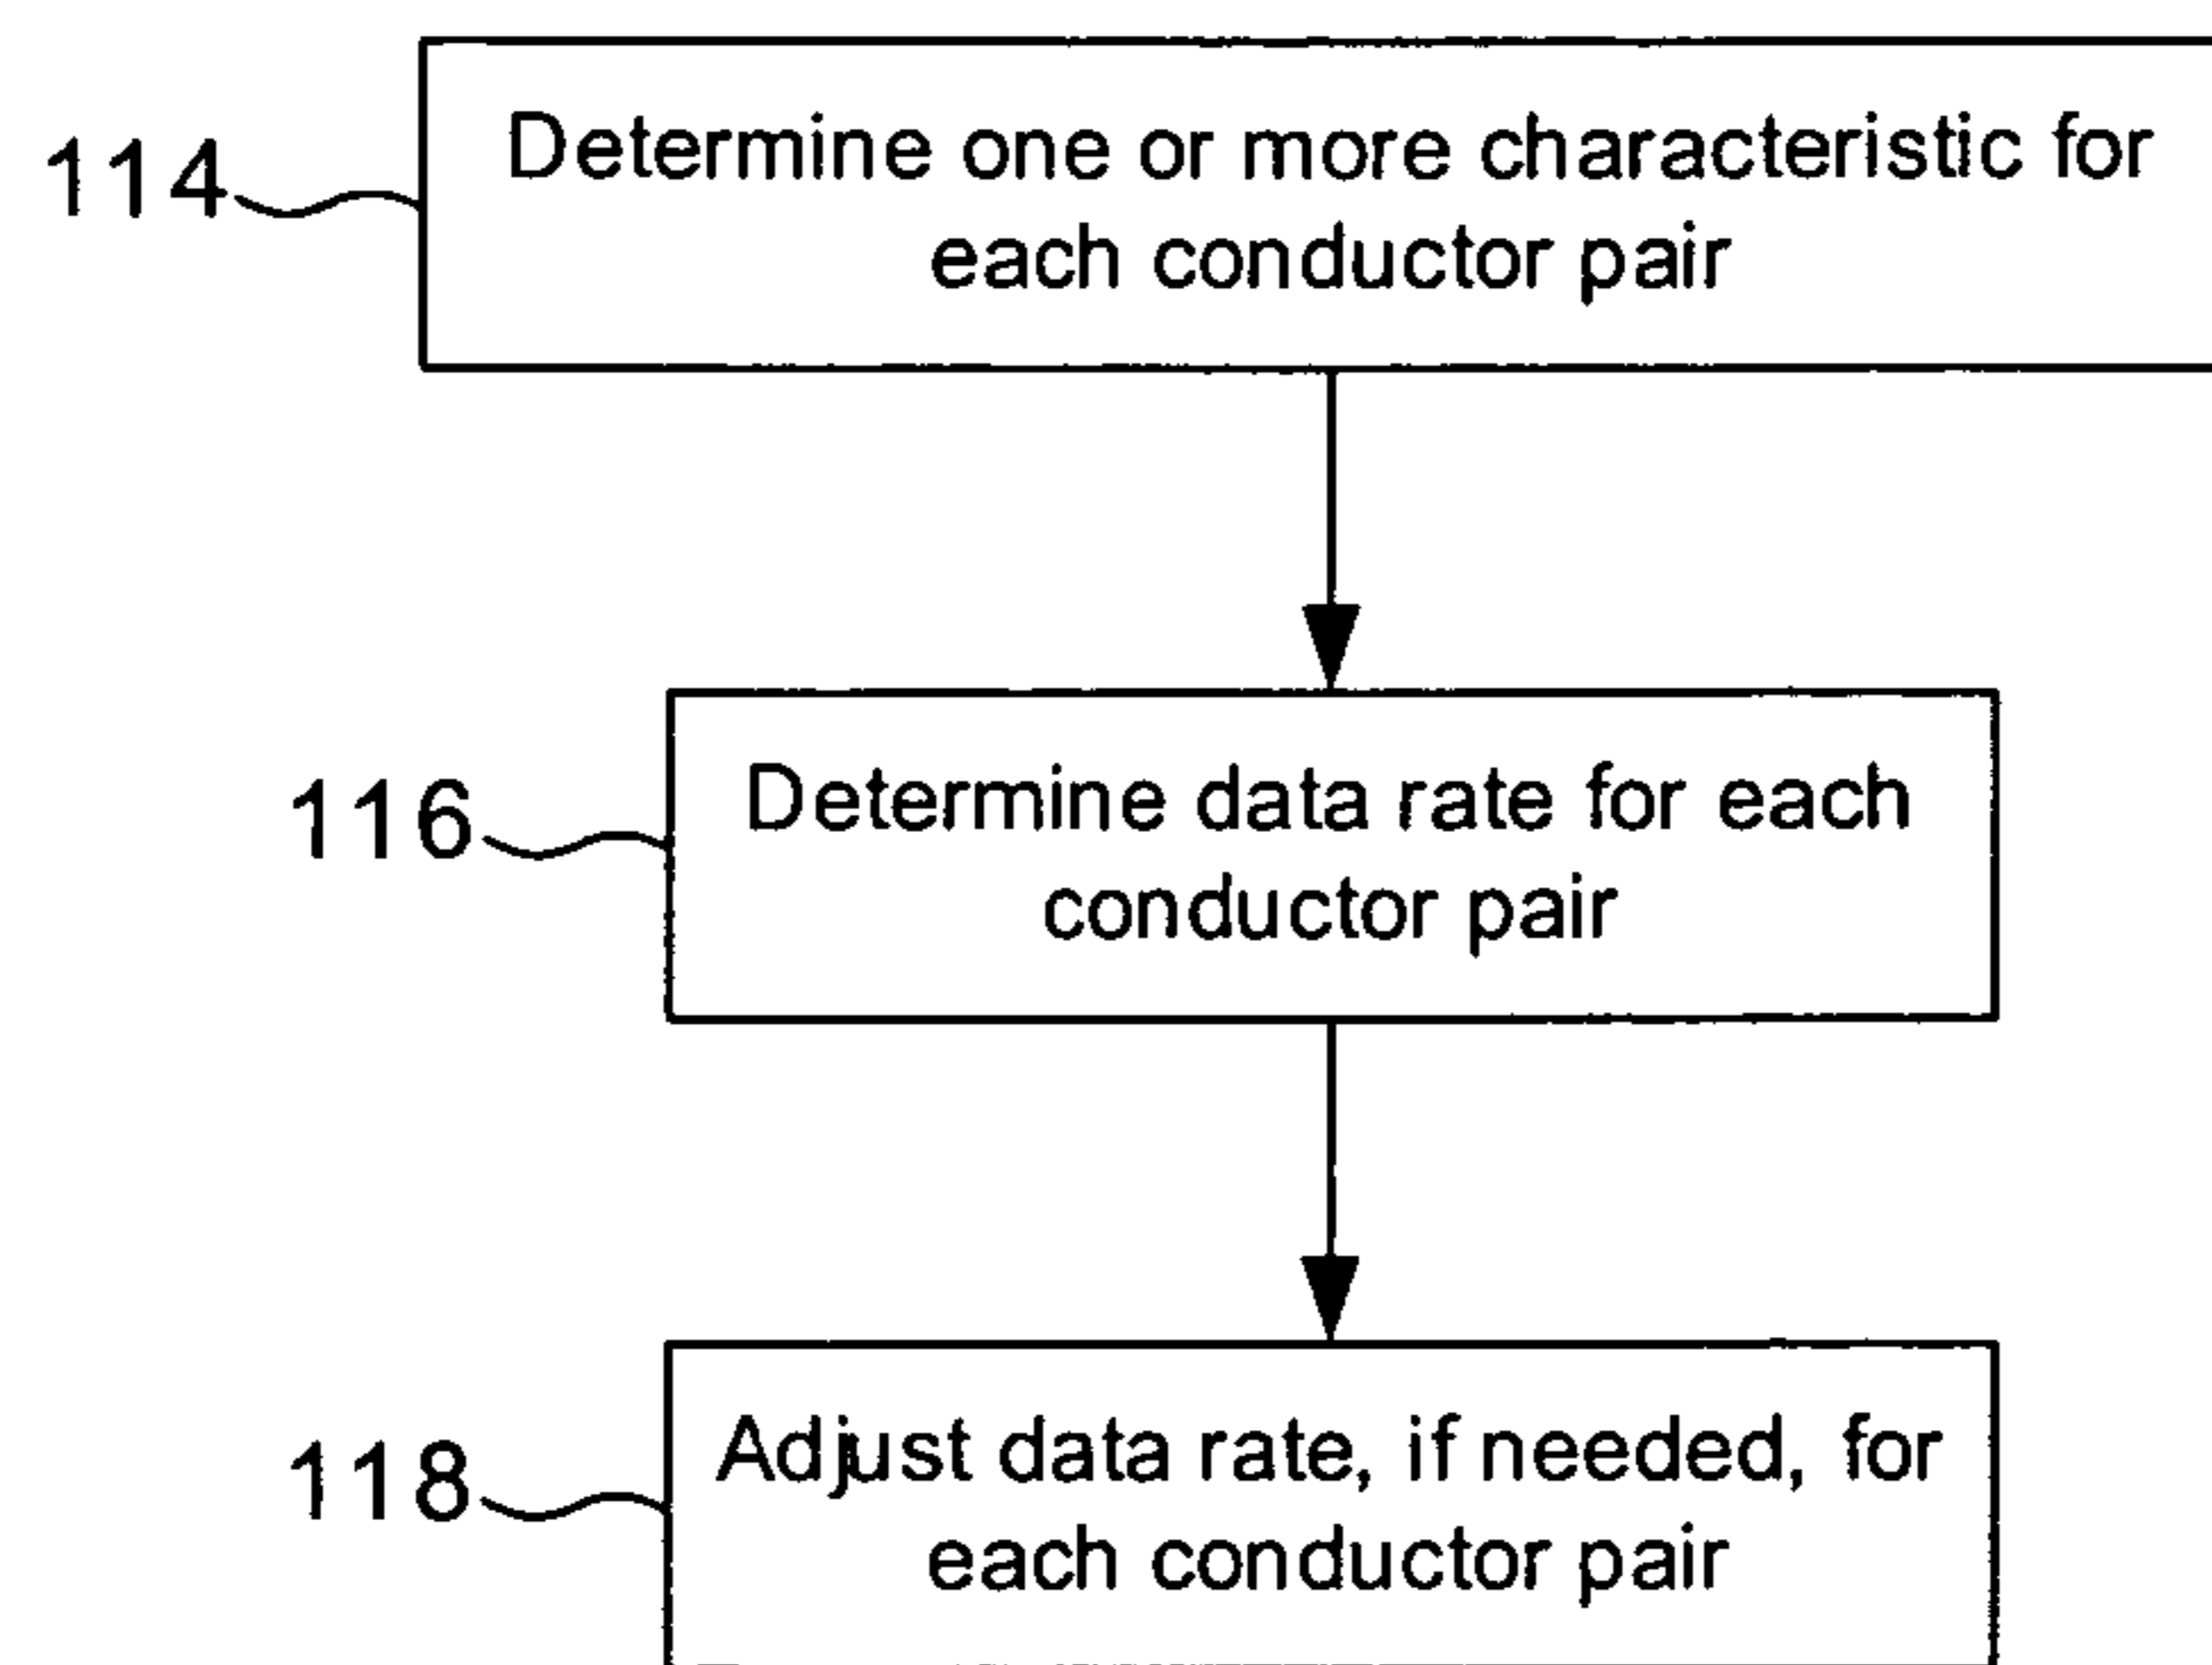 114
Determine one or more characteristic for
each conductor pair
116
Determine data rate for each
conductor pair
118
Adjust data rate, if needed, for
each conductor pair